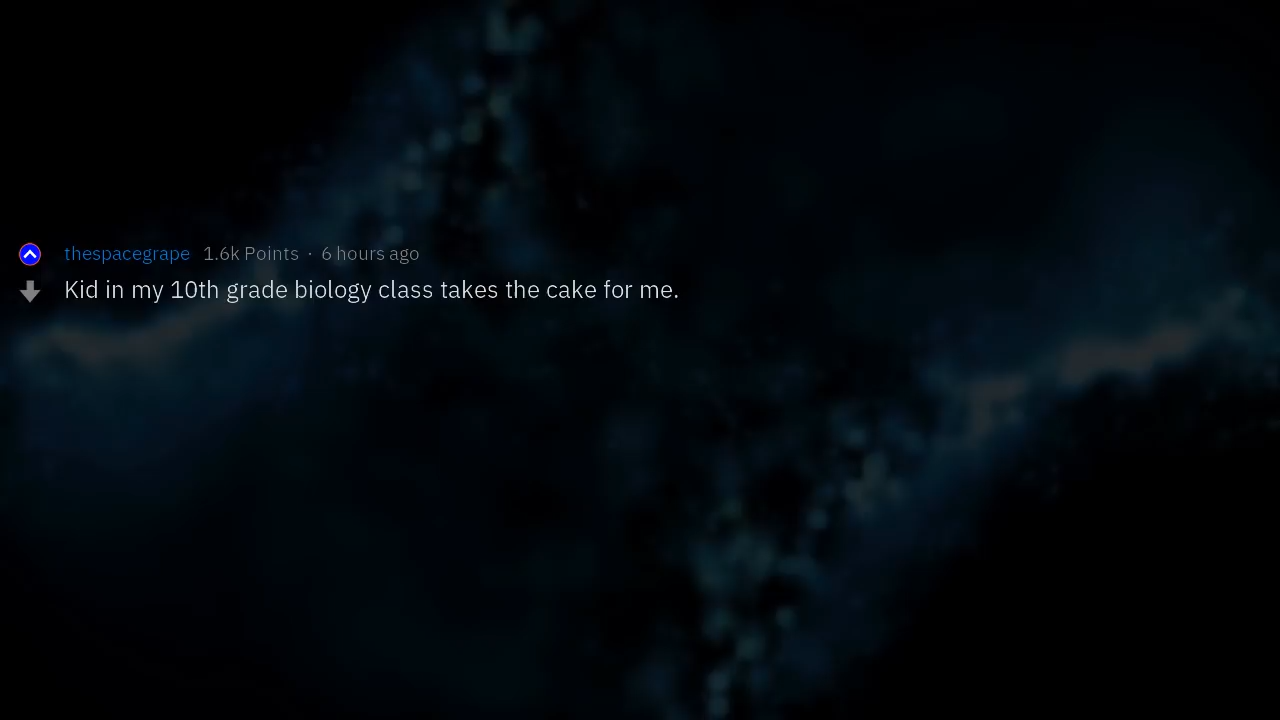 thespacegrape 1.6k Points · 6 hours ago
Kid in my 10th grade biology class takes the cake for me.